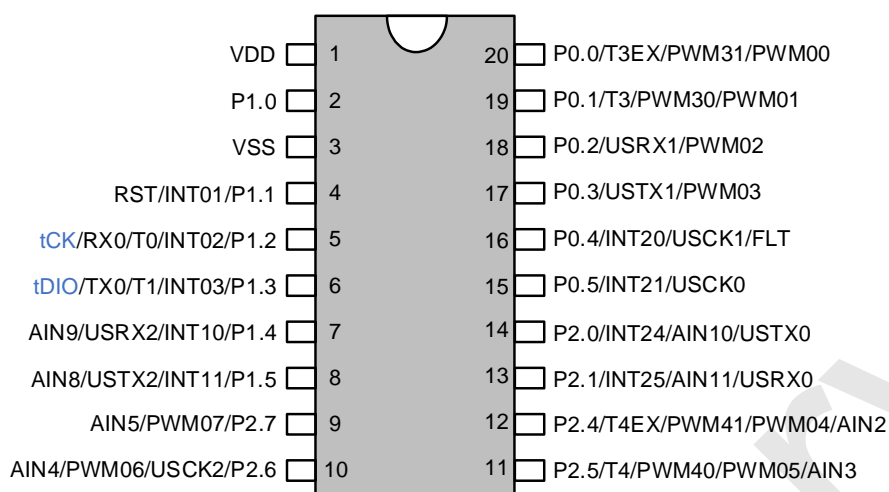 VDD 1 20 P0.0/T3EX/PWM31/PWM00
P1.0 2 19 P0.1/T3/PWM30/PWM01
VSS 3 18 P0.2/USRX1/PWM02
RST/INT01/P1.1 4 17 P0.3/USTX1/PWM03
tCK/RX0/T0/INT02/P1.2 5 16 P0.4/INT20/USCK1/FLT
tDIO/TX0/T1/INT03/P1.3 6 15 P0.5/INT21/USCK0
AIN9/USRX2/INT10/P1.4 7 14 P2.0/INT24/AIN10/USTX0
AIN8/USTX2/INT11/P1.5 8 13 P2.1/INT25/AIN11/USRX0
AIN5/PWM07/P2.7 9 12 P2.4/T4EX/PWM41/PWM04/AIN2
AIN4/PWM06/USCK2/P2.6 10 11 P2.5/T4/PWM40/PWM05/AIN3